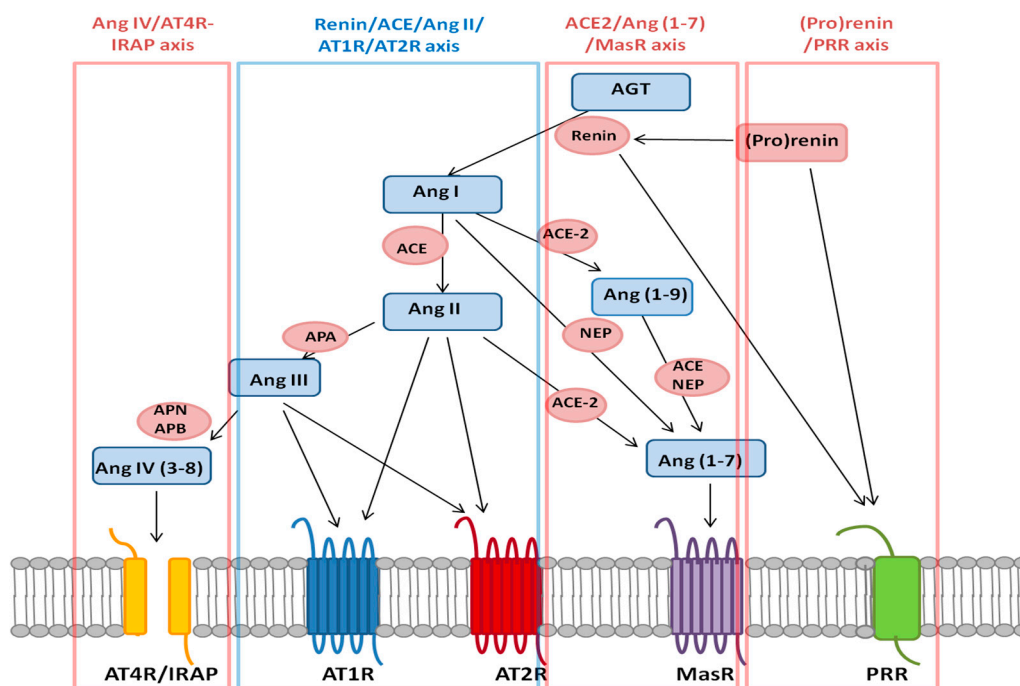 Ang IV/AT4R-
IRAP axis
Renin/ACE/Ang II/
AT1R/AT2R axis
ACE2/Ang (1-7)
/MasR axis
(Pro)renin
/PRR axis
AGT
Renin
(Pro)renin
Ang I
ACE
ACE-2
Ang (1-9)
Ang II
APA
NEP
ACE
NEP
Ang III
ACE-2
APN
APB
Ang IV (3-8)
Ang (1-7)
AT4R/IRAP
AT1R
AT2R
MasR
PRR